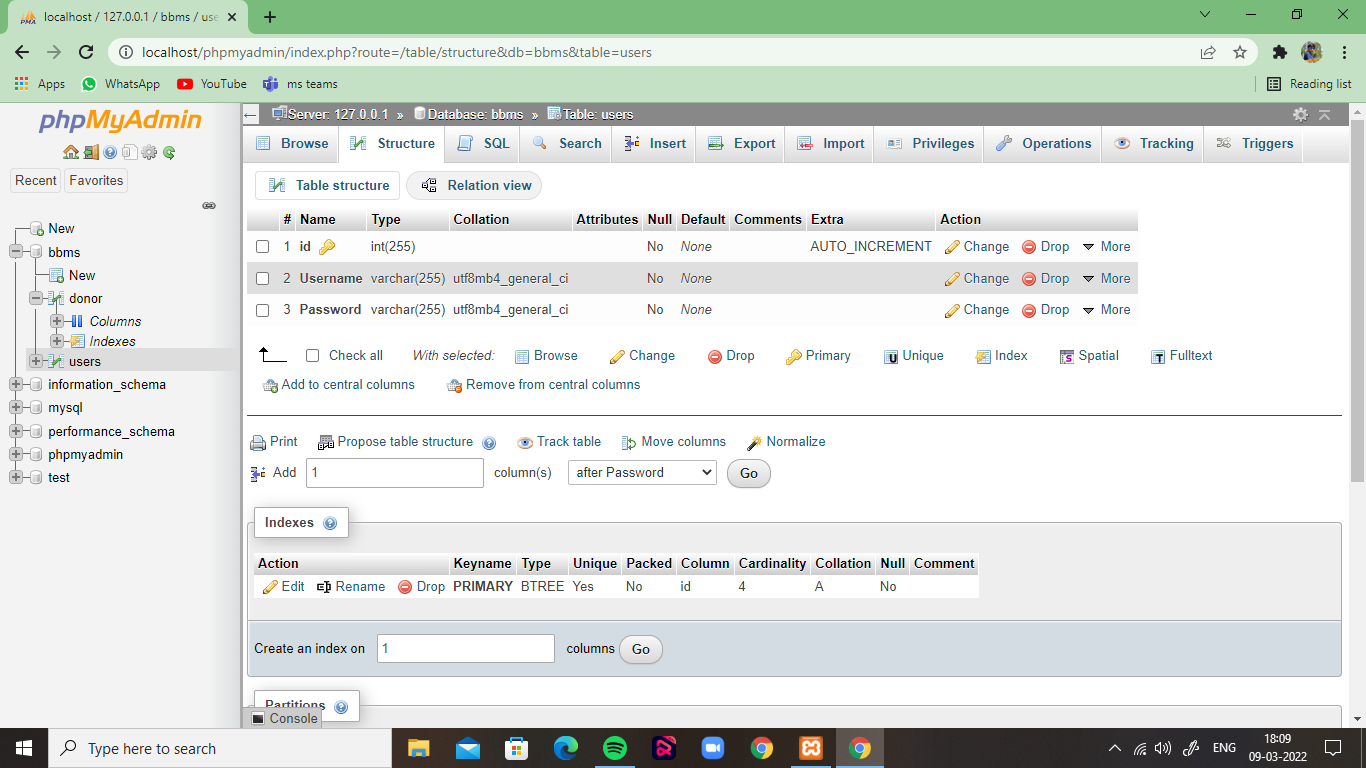 localhost / 127.0.0.1 / bbms / use
localhost/phpmyadmin/index.php?route=/table/structure&db=bbms&table=users
Apps WhatsApp YouTube ms teams Reading list
phpMyAdmin
Recent Favorites
New
bbms
New
donor
Columns
Indexes
users
information_schema
mysql
performance_schema
phpmyadmin
test
Server: 127.0.0.1 » Database: bbms » Table: users
Browse Structure SQL Search Insert Export Import Privileges Operations Tracking Triggers
Table structure Relation view
# Name Type Collation Attributes Null Default Comments Extra Action
1 id int(255) No None AUTO_INCREMENT Change Drop More
2 Username varchar(255) utf8mb4_general_ci No None Change Drop More
3 Password varchar(255) utf8mb4_general_ci No None Change Drop More
Check all With selected: Browse Change Drop Primary Unique Index Spatial Fulltext
Add to central columns Remove from central columns
Print Propose table structure Track table Move columns Normalize
Add 1 column(s) after Password Go
Indexes
Action Keyname Type Unique Packed Column Cardinality Collation Null Comment
Edit Rename Drop PRIMARY BTREE Yes No id 4 A No
Create an index on 1 columns Go
Partitions
Console
Type here to search
ENG
18:09
09-03-2022